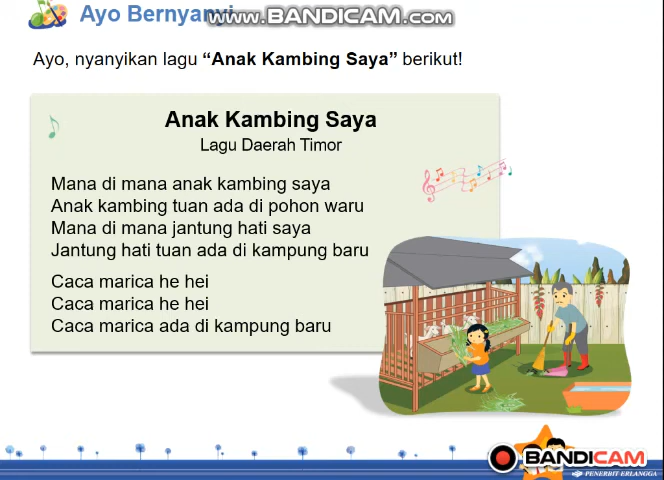 Ayo Bernyanyi
www.BANDICAM.com
Ayo, nyanyikan lagu “Anak Kambing Saya” berikut!
Anak Kambing Saya
Lagu Daerah Timor
Mana di mana anak kambing saya
Anak kambing tuan ada di pohon waru
Mana di mana jantung hati saya
Jantung hati tuan ada di kampung baru
Caca marica he hei
Caca marica he hei
Caca marica ada di kampung baru
BANDICAM
PENERBIT ERLANGGA